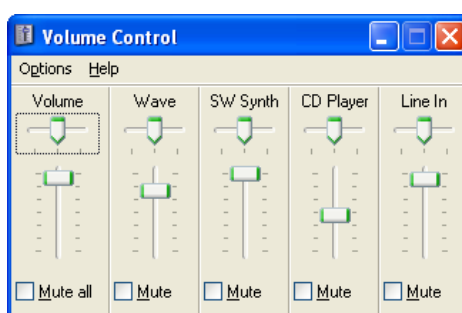 Volume Control
Options Help
Volume Wave SW Synth CD Player Line In
Mute all Mute Mute Mute Mute